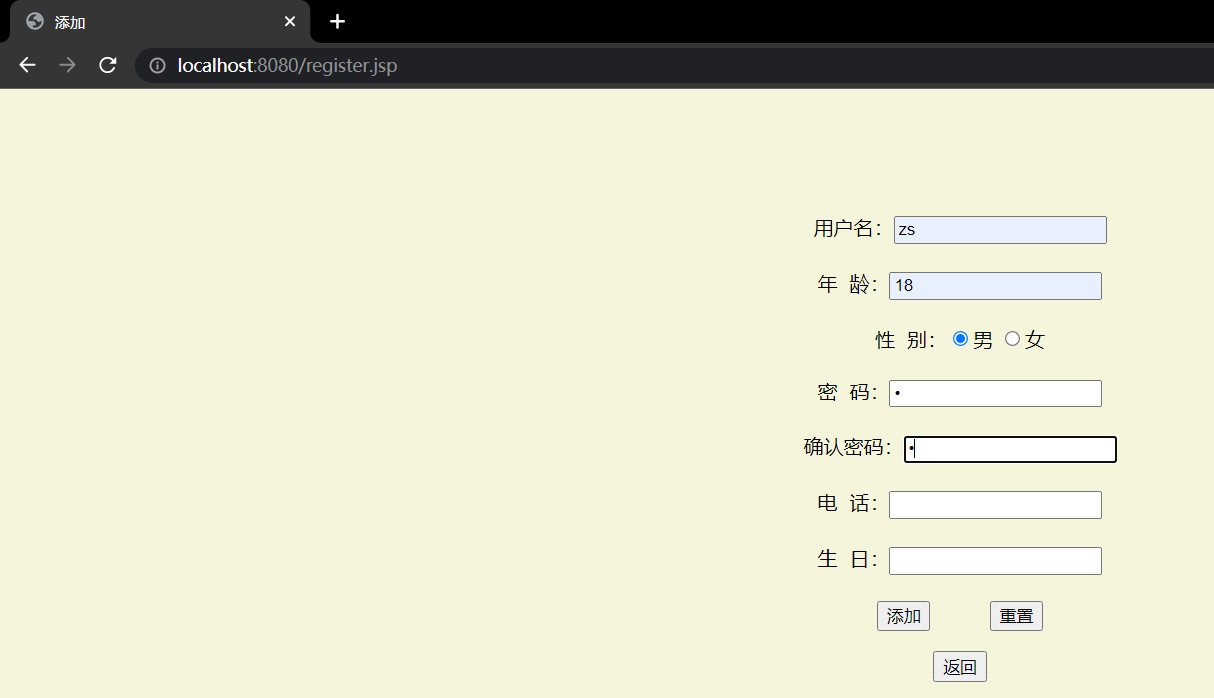 添加
localhost:8080/register.jsp
用户名： zs
年 龄： 18
性 别： 男 女
密 码： •
确认密码： •
电 话：
生 日：
添加 重置
返回